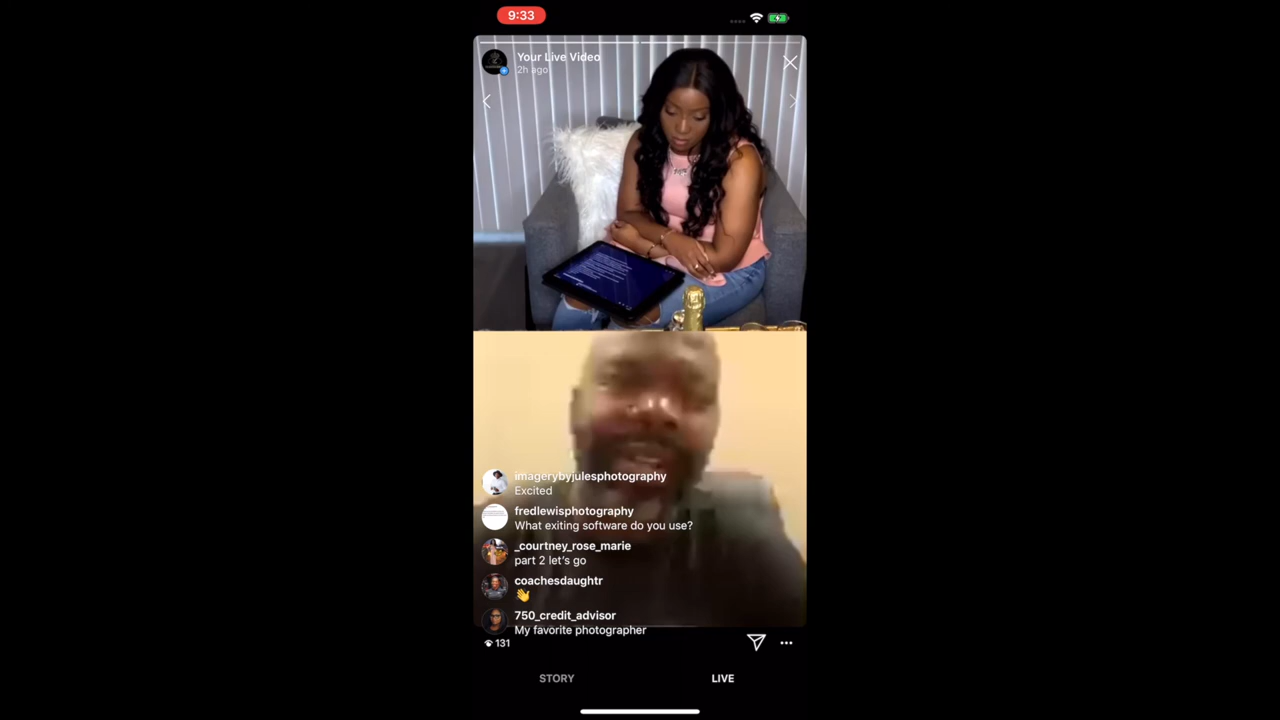 9:33
Your Live Video
2h ago
imagerybyjulesphotography
Excited
fredlewisphotography
What exiting software do you use?
_courtney_rose_marie
part 2 let's go
coachesdaughtr
👋
750_credit_advisor
My favorite photographer
131
STORY
LIVE